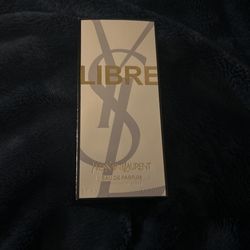 LIBRE
YVES SAINT LAURENT
EAU DE PARFUM